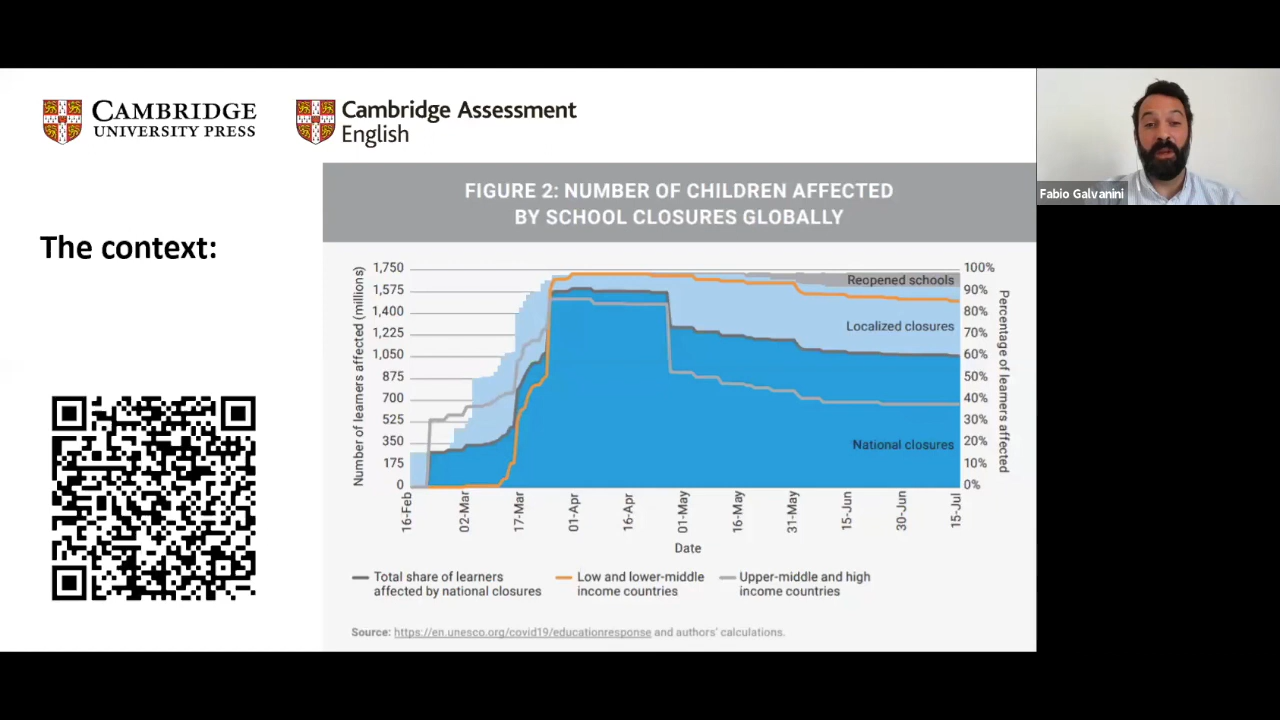 CAMBRIDGE
UNIVERSITY PRESS
Cambridge Assessment
English
Fabio Galvanini
The context:
FIGURE 2: NUMBER OF CHILDREN AFFECTED
BY SCHOOL CLOSURES GLOBALLY
Number of learners affected (millions)
1,750
1,575
1,400
1,225
1,050
875
700
525
350
175
0
100%
90%
80%
70%
60%
50%
40%
30%
20%
10%
0%
Percentage of learners affected
Reopened schools
Localized closures
National closures
16-Feb
02-Mar
17-Mar
01-Apr
16-Apr
01-May
16-May
31-May
15-Jun
30-Jun
15-Jul
Date
Total share of learners
affected by national closures
Low and lower-middle
income countries
Upper-middle and high
income countries
Source: https://en.unesco.org/covid19/educationresponse and authors' calculations.